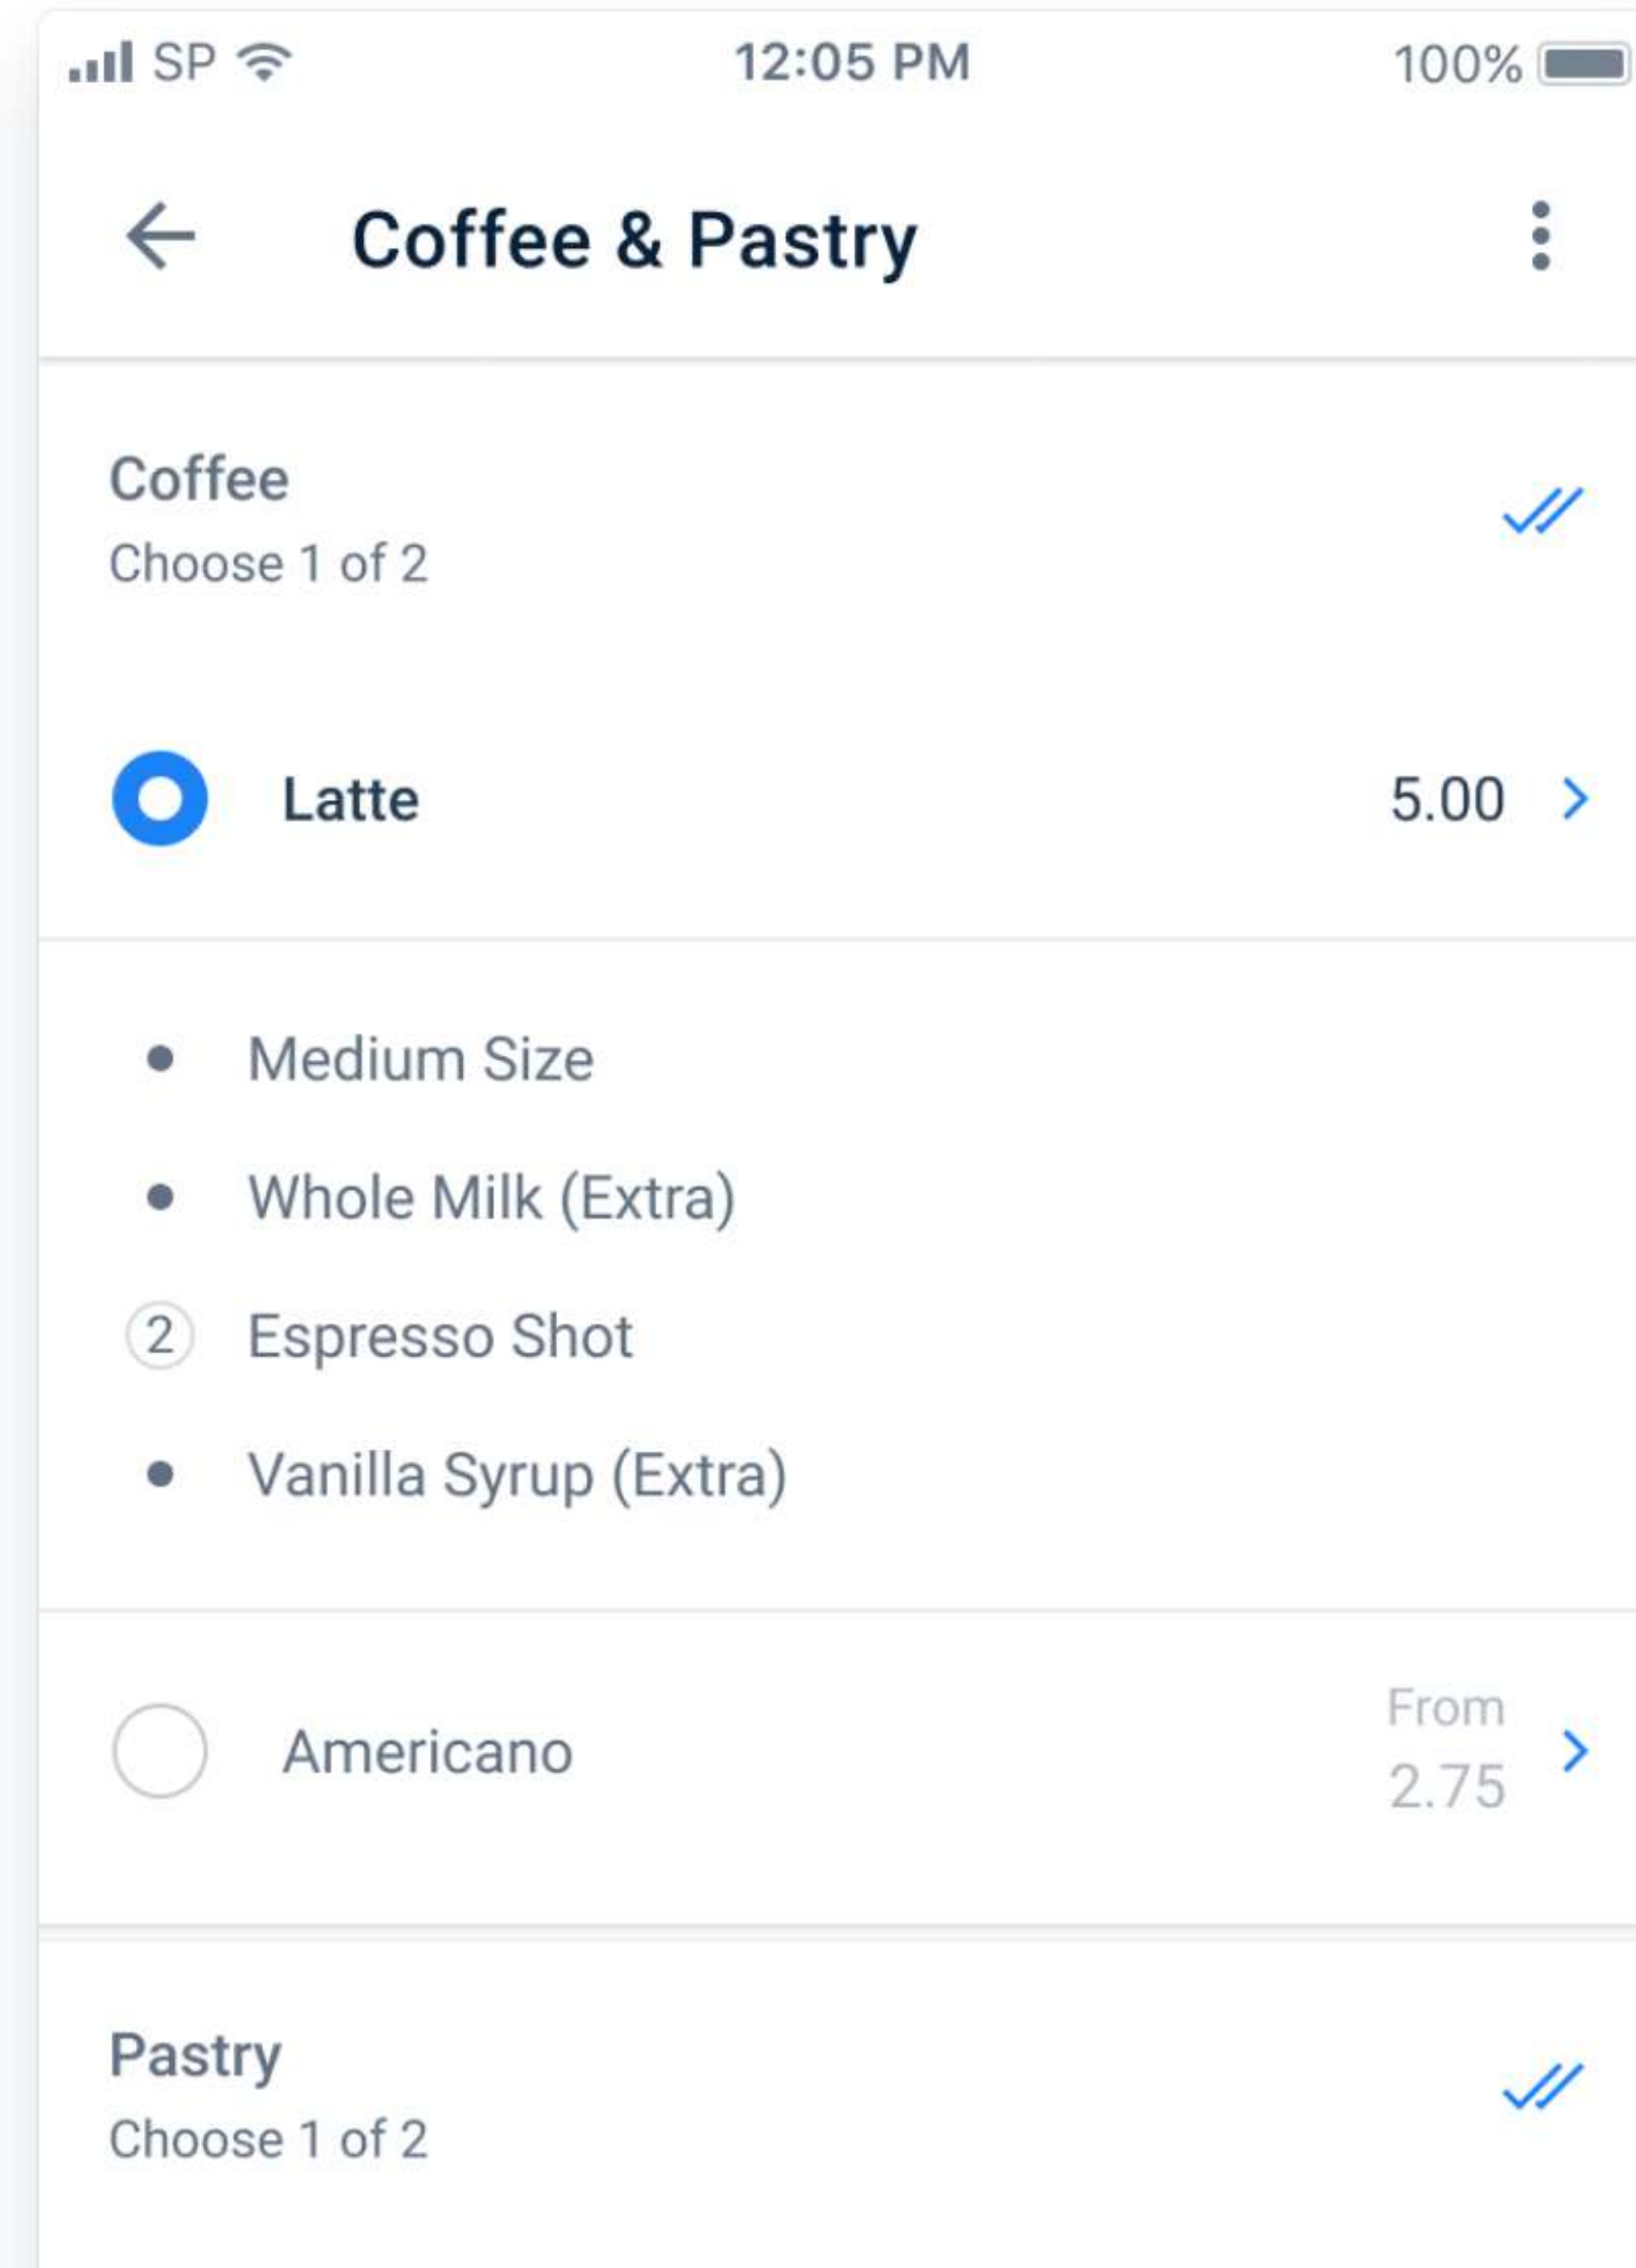 SP 12:05 PM 100%
Coffee & Pastry
Coffee
Choose 1 of 2
Latte 5.00
Medium Size
Whole Milk (Extra)
2 Espresso Shot
Vanilla Syrup (Extra)
From
Americano
2.75
Pastry
Choose 1 of 2